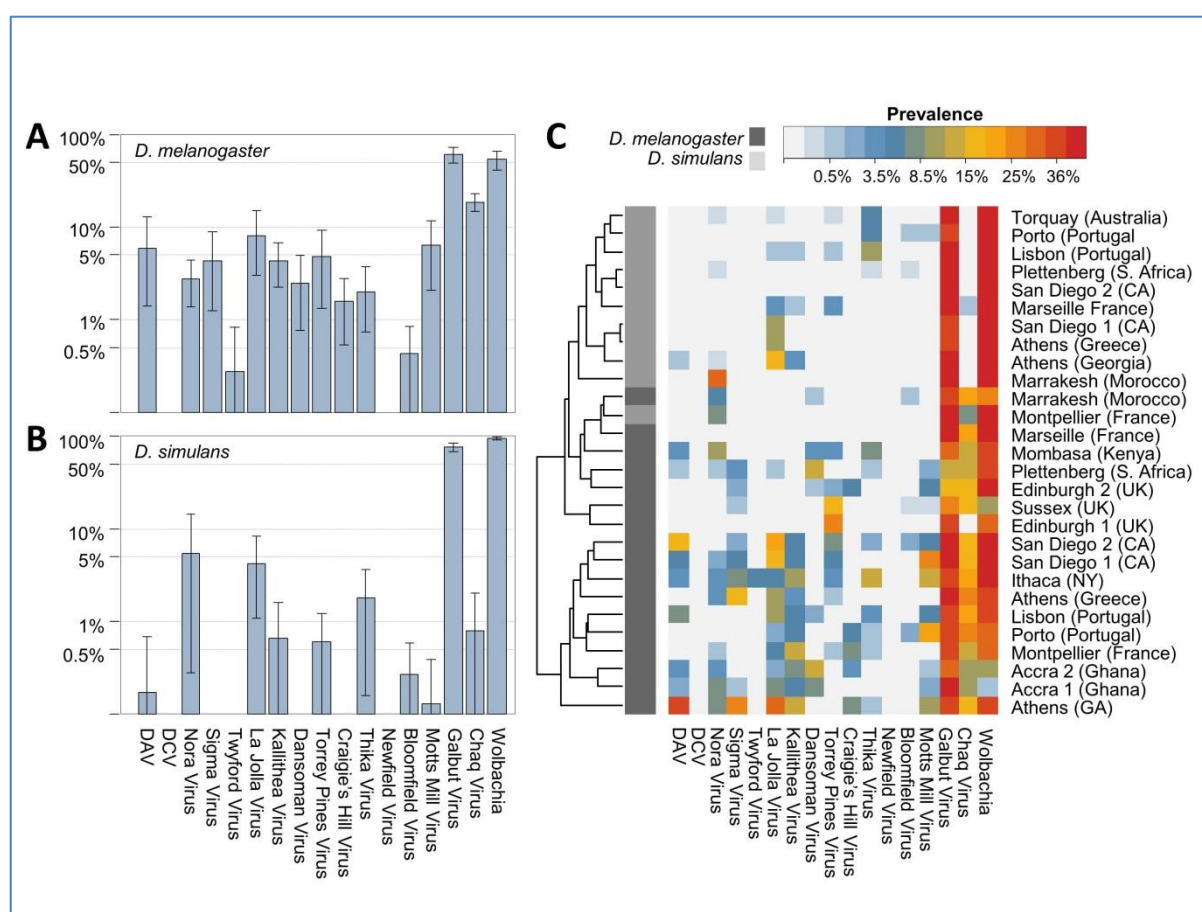 A
D. melanogaster
100%
50%
10%
5%
1%
0.5%
B
D. simulans
100%
50%
10%
5%
1%
0.5%
DAV
DCV
Nora Virus
Sigma Virus
Twyford Virus
La Jolla Virus
Kallithea Virus
Dansoman Virus
Torrey Pines Virus
Craigie's Hill Virus
Thika Virus
Newfield Virus
Bloomfield Virus
Motts Mill Virus
Galbut Virus
Chaq Virus
Wolbachia
C
D. melanogaster
D. simulans
Prevalence
0.5% 3.5% 8.5% 15% 25% 36%
Torquay (Australia)
Porto (Portugal
Lisbon (Portugal)
Plettenberg (S. Africa)
San Diego 2 (CA)
Marseille France)
San Diego 1 (CA)
Athens (Greece)
Athens (Georgia)
Marrakesh (Morocco)
Marrakesh (Morocco)
Montpellier (France)
Marseille (France)
Mombasa (Kenya)
Plettenberg (S. Africa)
Edinburgh 2 (UK)
Sussex (UK)
Edinburgh 1 (UK)
San Diego 2 (CA)
San Diego 1 (CA)
Ithaca (NY)
Athens (Greece)
Lisbon (Portugal)
Porto (Portugal)
Montpellier (France)
Accra 2 (Ghana)
Accra 1 (Ghana)
Athens (GA)
DAV
DCV
Nora Virus
Sigma Virus
Twyford Virus
La Jolla Virus
Kallithea Virus
Dansoman Virus
Torrey Pines Virus
Craigie's Hill Virus
Thika Virus
Newfield Virus
Bloomfield Virus
Motts Mill Virus
Galbut Virus
Chaq Virus
Wolbachia